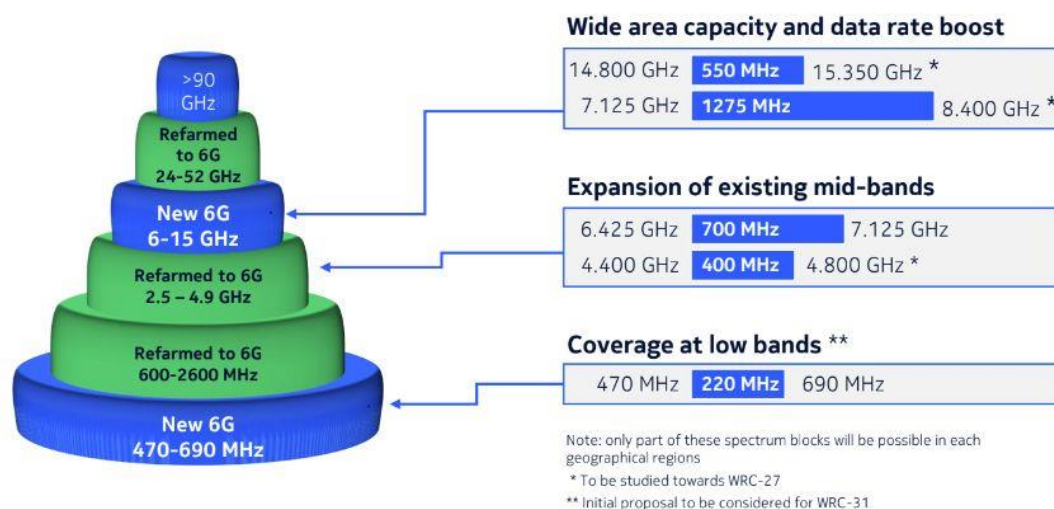 >90
GHz
Refarmed
to 6G
24-52 GHz
New 6G
6-15 GHz
Refarmed to 6G
2.5 – 4.9 GHz
Refarmed to 6G
600-2600 MHz
New 6G
470-690 MHz
Wide area capacity and data rate boost
14.800 GHz 550 MHz 15.350 GHz *
7.125 GHz 1275 MHz 8.400 GHz *
Expansion of existing mid-bands
6.425 GHz 700 MHz 7.125 GHz
4.400 GHz 400 MHz 4.800 GHz *
Coverage at low bands **
470 MHz 220 MHz 690 MHz
Note: only part of these spectrum blocks will be possible in each
geographical regions
* To be studied towards WRC-27
** Initial proposal to be considered for WRC-31